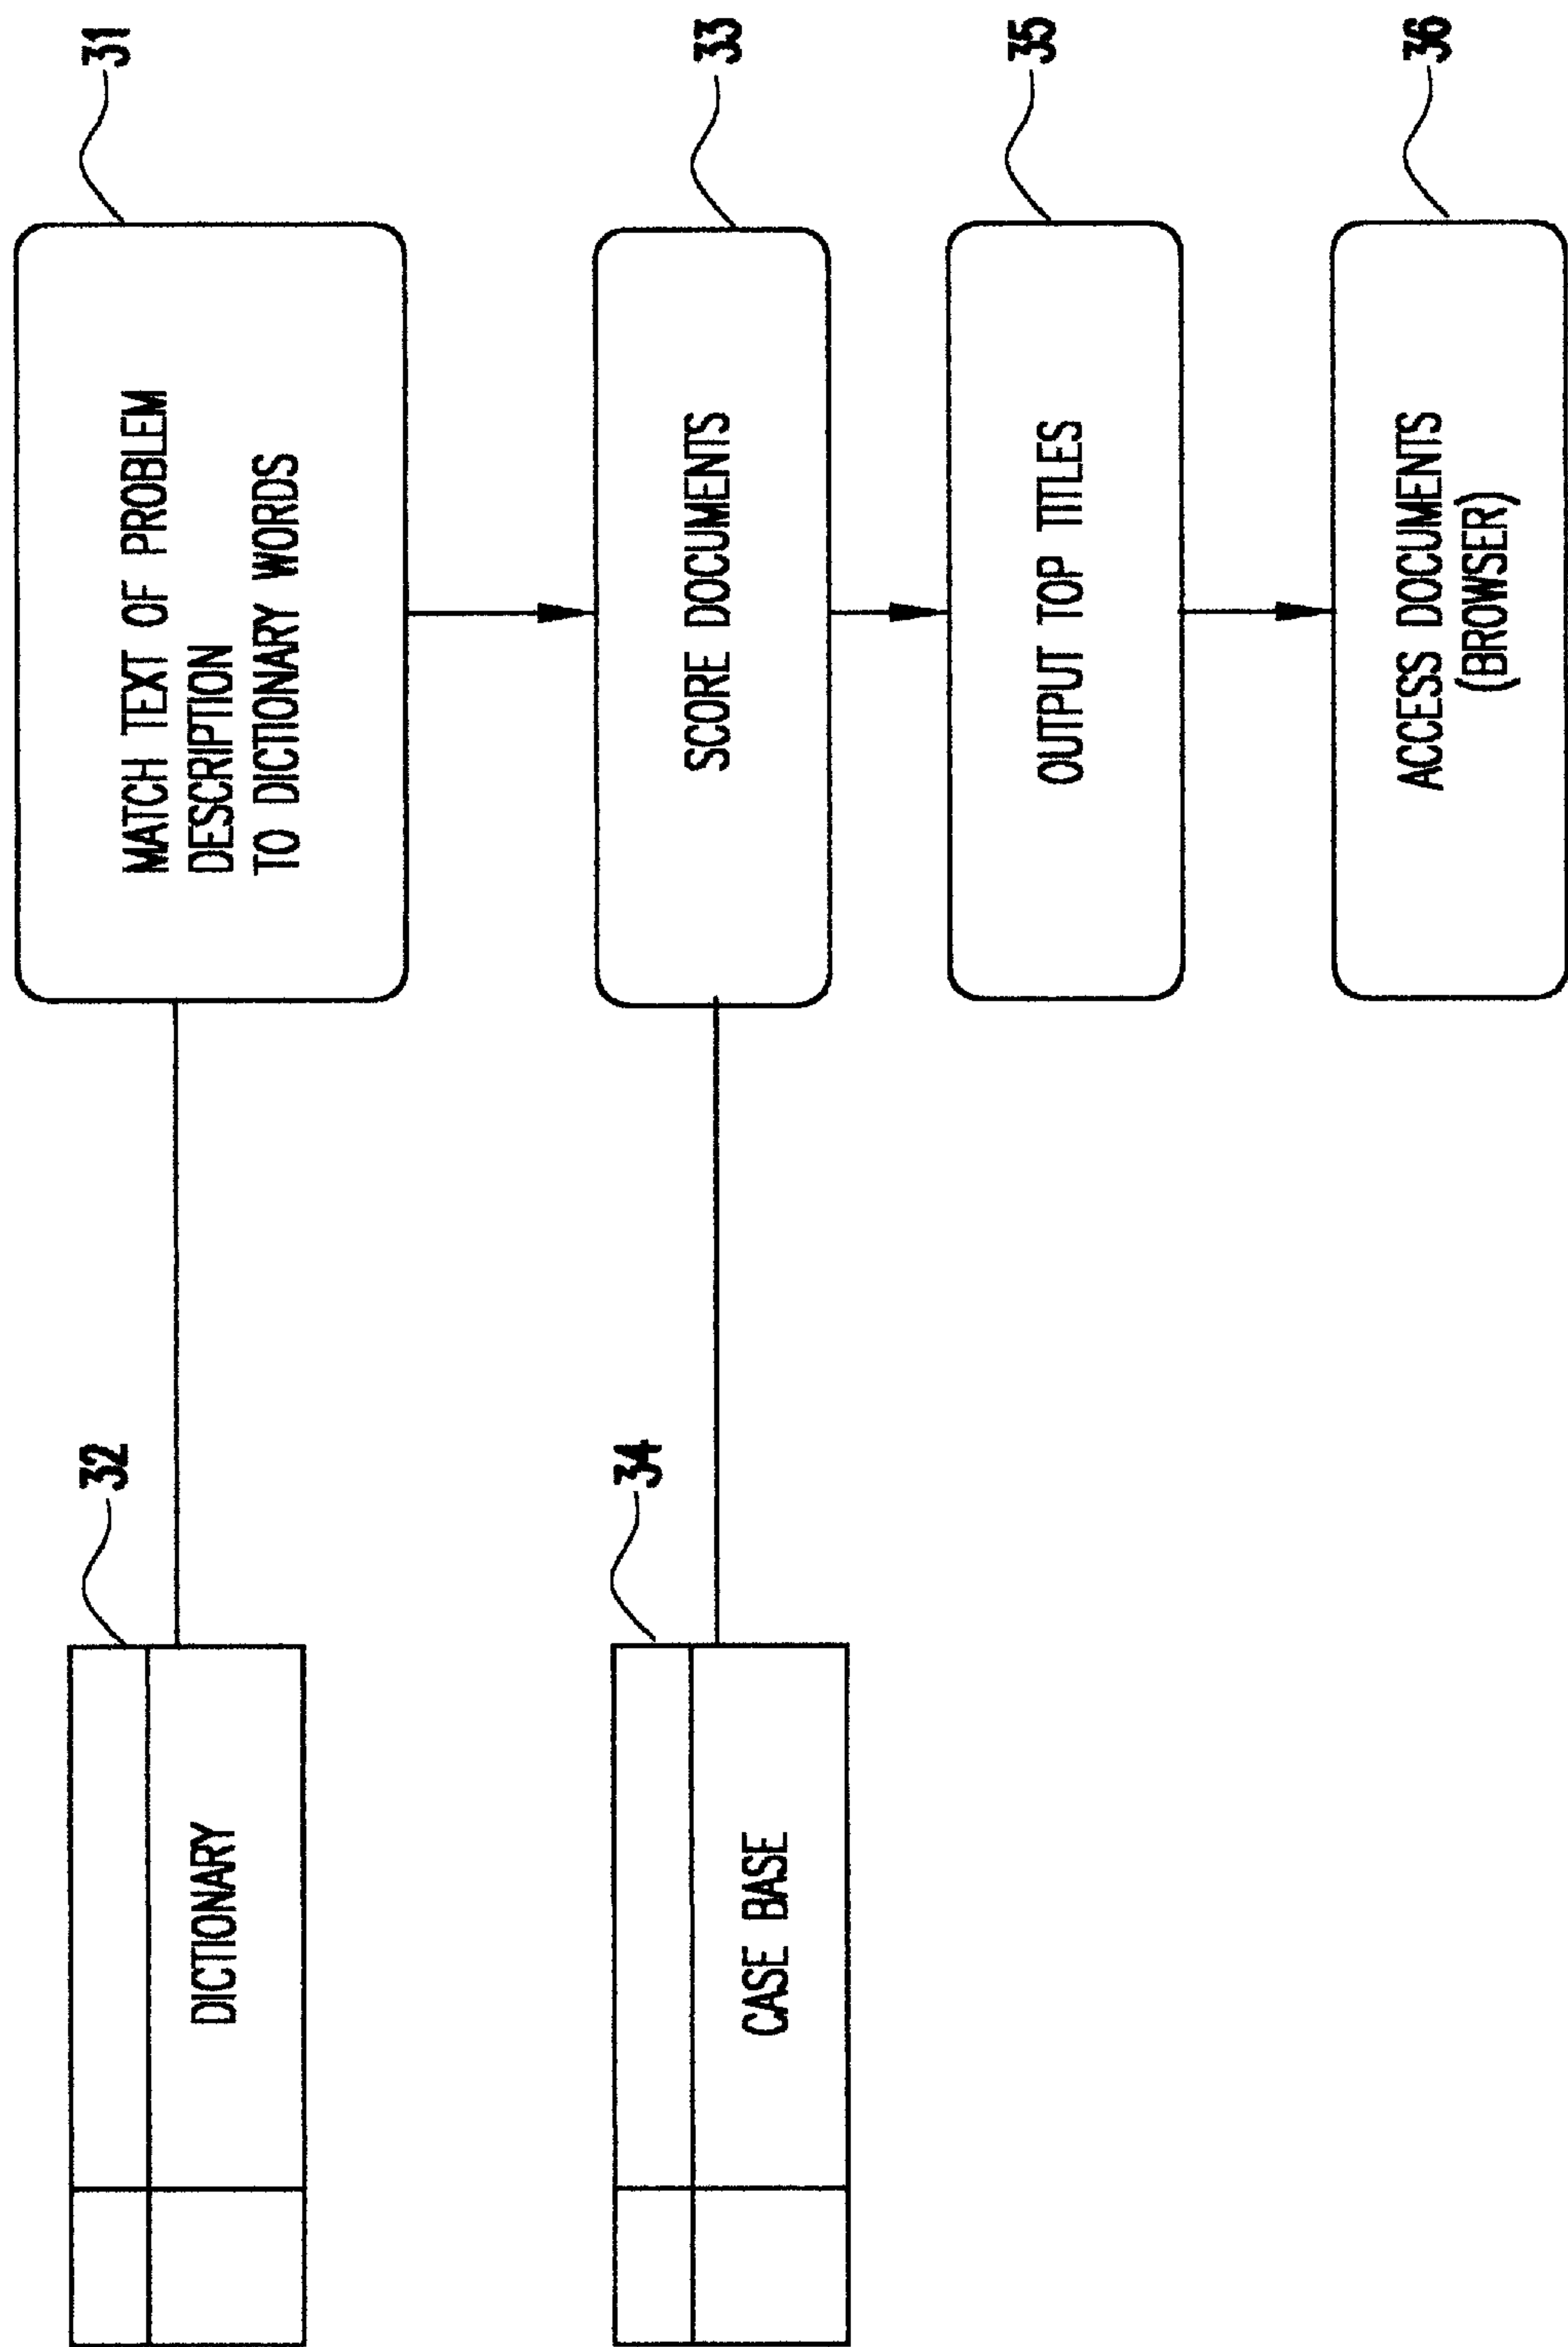 31
MATCH TEXT OF PROBLEM
DESCRIPTION
TO DICTIONARY WORDS
32
DICTIONARY
33
SCORE DOCUMENTS
34
CASE BASE
35
OUTPUT TOP TITLES
36
ACCESS DOCUMENTS
(BROWSER)